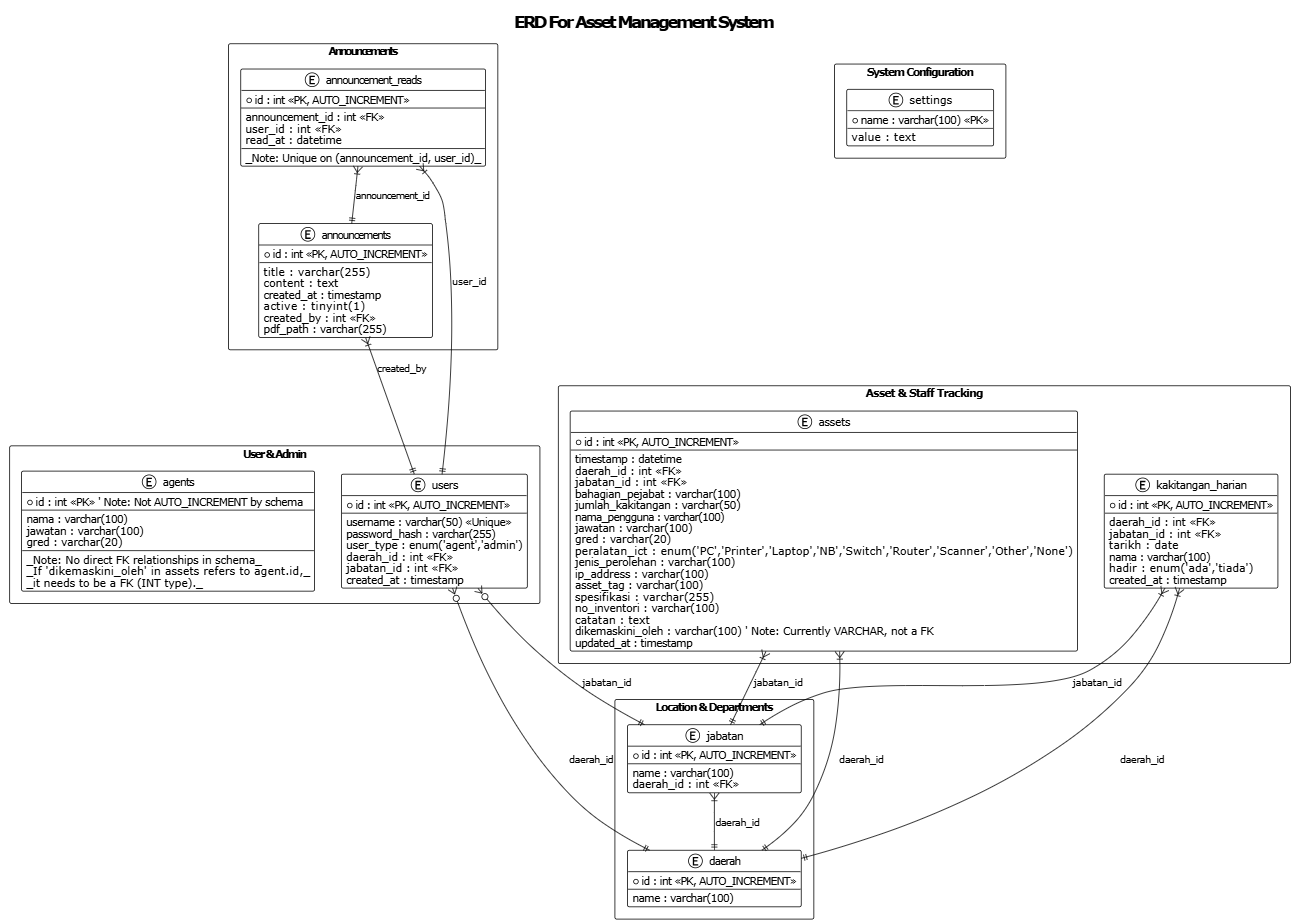 ERD For Asset Management System
Announcements
E announcement_reads
id : int «PK, AUTO_INCREMENT»
announcement_id : int «FK»
user_id : int «FK»
read_at : datetime
_Note: Unique on (announcement_id, user_id)_
announcement_id
E announcements
id : int «PK, AUTO_INCREMENT»
title : varchar(255)
content : text
created_at : timestamp
active : tinyint(1)
created_by : int «FK»
pdf_path : varchar(255)
user_id
created_by
System Configuration
E settings
name : varchar(100) «PK»
value : text
User & Admin
E agents
id : int «PK» ' Note: Not AUTO_INCREMENT by schema
nama : varchar(100)
jawatan : varchar(100)
gred : varchar(20)
_Note: No direct FK relationships in schema_
_If 'dikemaskini_oleh' in assets refers to agent.id,_
_it needs to be a FK (INT type)._
E users
id : int «PK, AUTO_INCREMENT»
username : varchar(50) «Unique»
password_hash : varchar(255)
user_type : enum('agent','admin')
daerah_id : int «FK»
jabatan_id : int «FK»
created_at : timestamp
Asset & Staff Tracking
E assets
id : int «PK, AUTO_INCREMENT»
timestamp : datetime
daerah_id : int «FK»
jabatan_id : int «FK»
bahagian_pejabat : varchar(100)
jumlah_kakitangan : varchar(50)
nama_pengguna : varchar(100)
jawatan : varchar(100)
gred : varchar(20)
peralatan_ict : enum('PC','Printer','Laptop','NB','Switch','Router','Scanner','Other','None')
jenis_perolehan : varchar(100)
ip_address : varchar(100)
asset_tag : varchar(100)
spesifikasi : varchar(255)
no_inventori : varchar(100)
catatan : text
dikemaskini_oleh : varchar(100) ' Note: Currently VARCHAR, not a FK
updated_at : timestamp
E kakitangan_harian
id : int «PK, AUTO_INCREMENT»
daerah_id : int «FK»
jabatan_id : int «FK»
tarikh : date
nama : varchar(100)
hadir : enum('ada','tiada')
created_at : timestamp
jabatan_id
jabatan_id
jabatan_id
Location & Departments
E jabatan
id : int «PK, AUTO_INCREMENT»
name : varchar(100)
daerah_id : int «FK»
daerah_id
daerah_id
daerah_id
daerah_id
E daerah
id : int «PK, AUTO_INCREMENT»
name : varchar(100)